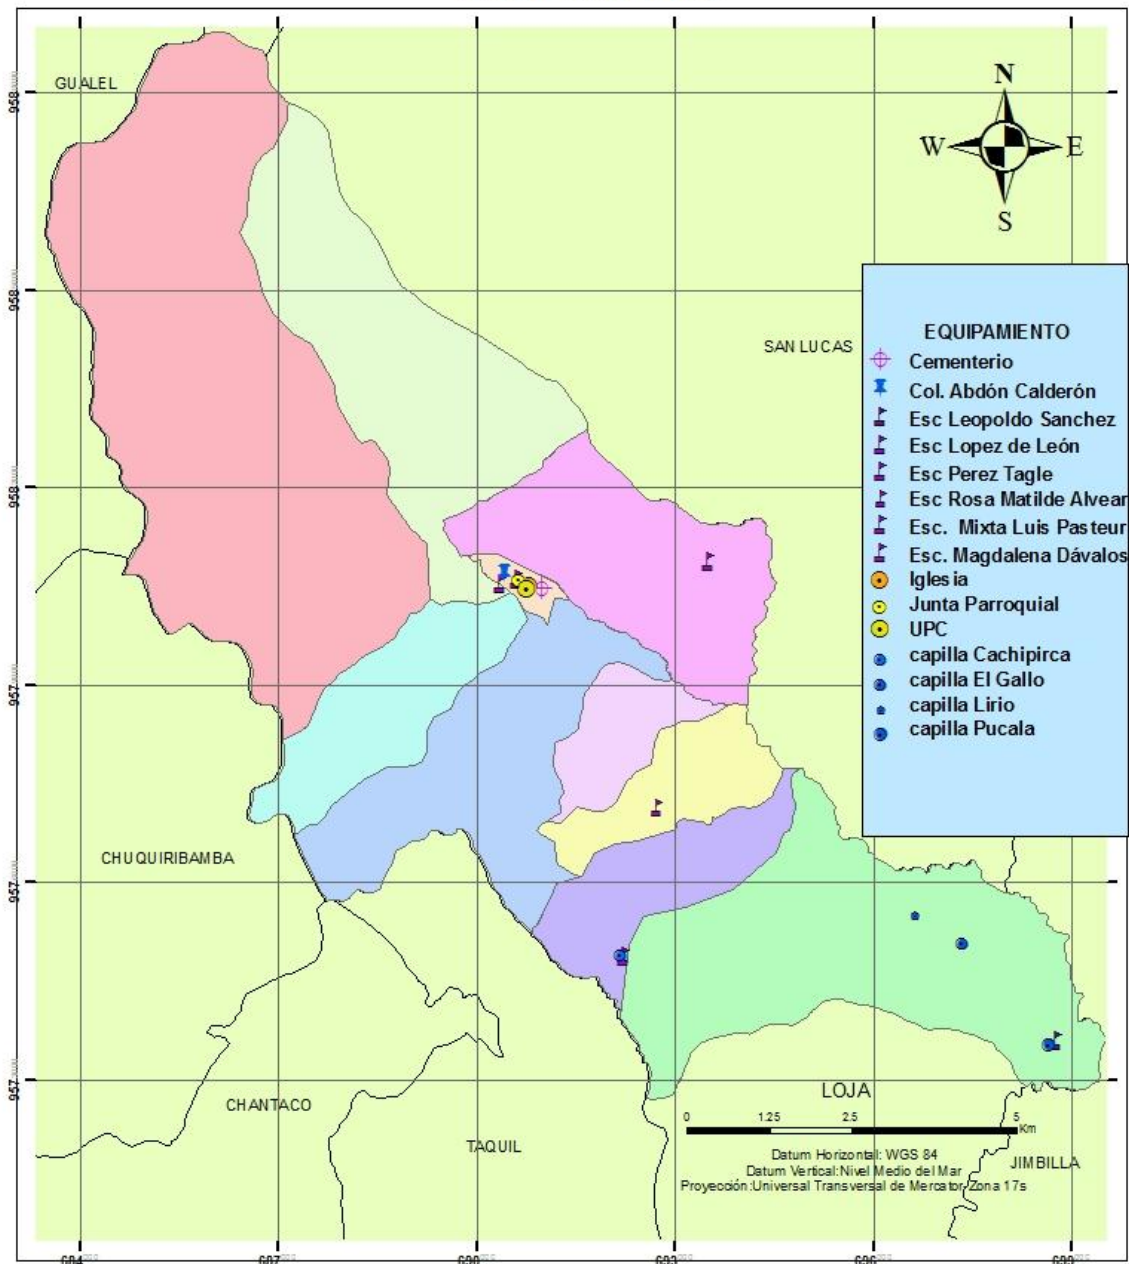 N
W
E
S
GUALEL
SAN LUCAS
EQUIPAMIENTO
Cementerio
Col. Abdón Calderón
Esc Leopoldo Sanchez
Esc Lopez de León
Esc Perez Tagle
Esc Rosa Matilde Alvear
Esc. Mixta Luis Pasteur
Esc. Magdalena Dávalos
Iglesia
Junta Parroquial
UPC
capilla Cachipirca
capilla El Gallo
capilla Lirio
capilla Pucala
CHUQUIRIBAMBA
CHANTACO
TAQUIL
LOJA
0 1.25 2.5 5
Km
Datum Horizontal: WGS 84
Datum Vertical:Nivel Medio del Mar
Proyección:Universal Transversal de Mercator Zona 17s
JIMBILLA